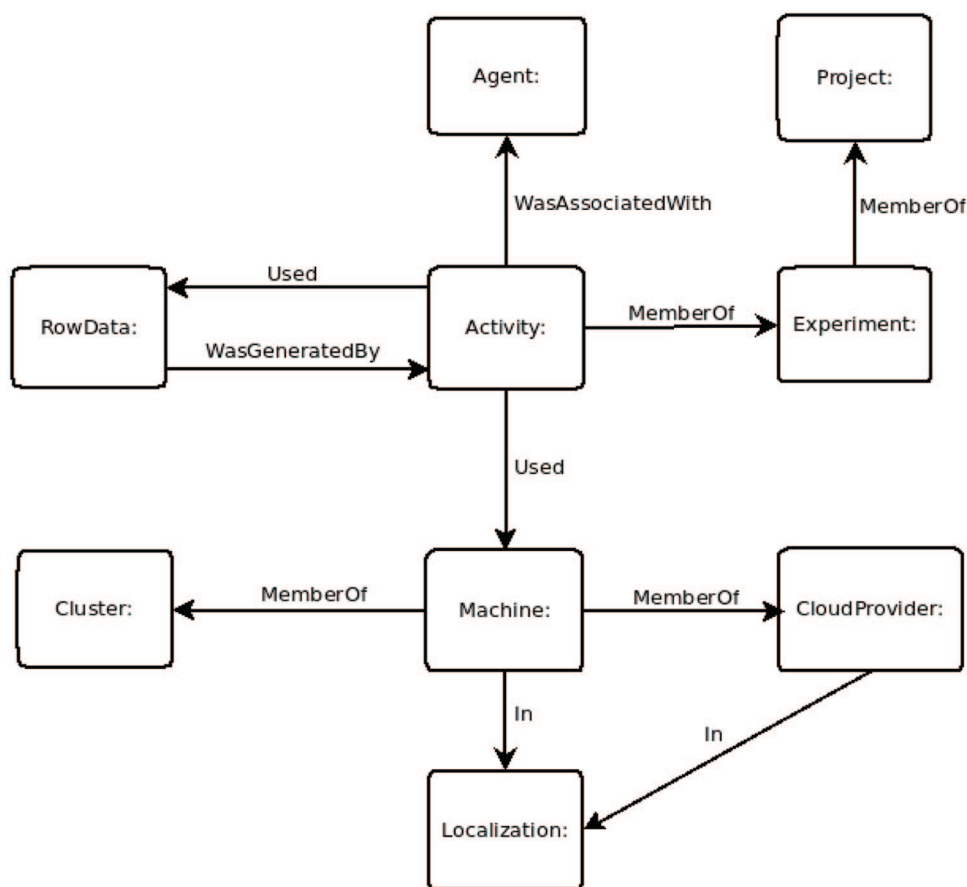 Agent:
Project:
WasAssociatedWith
MemberOf
Used
RowData:
Activity:
MemberOf
Experiment:
WasGeneratedBy
Used
Cluster:
MemberOf
Machine:
MemberOf
CloudProvider:
In
In
Localization: